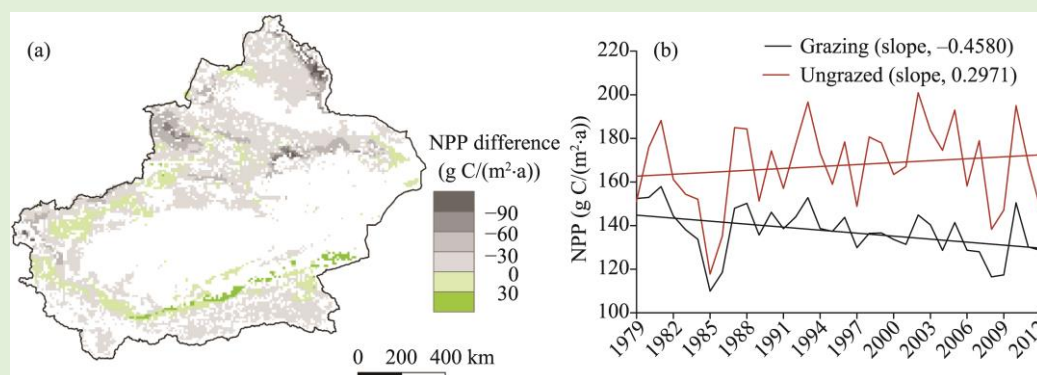 (a)
NPP difference
(g C/(m²·a))
−90
−60
−30
0
30
0 200 400 km
(b)
Grazing (slope, −0.4580)
Ungrazed (slope, 0.2971)
NPP (g C/(m²·a)
220
200
180
160
140
120
100
1979 1982 1985 1988 1991 1994 1997 2000 2003 2006 2009 2012